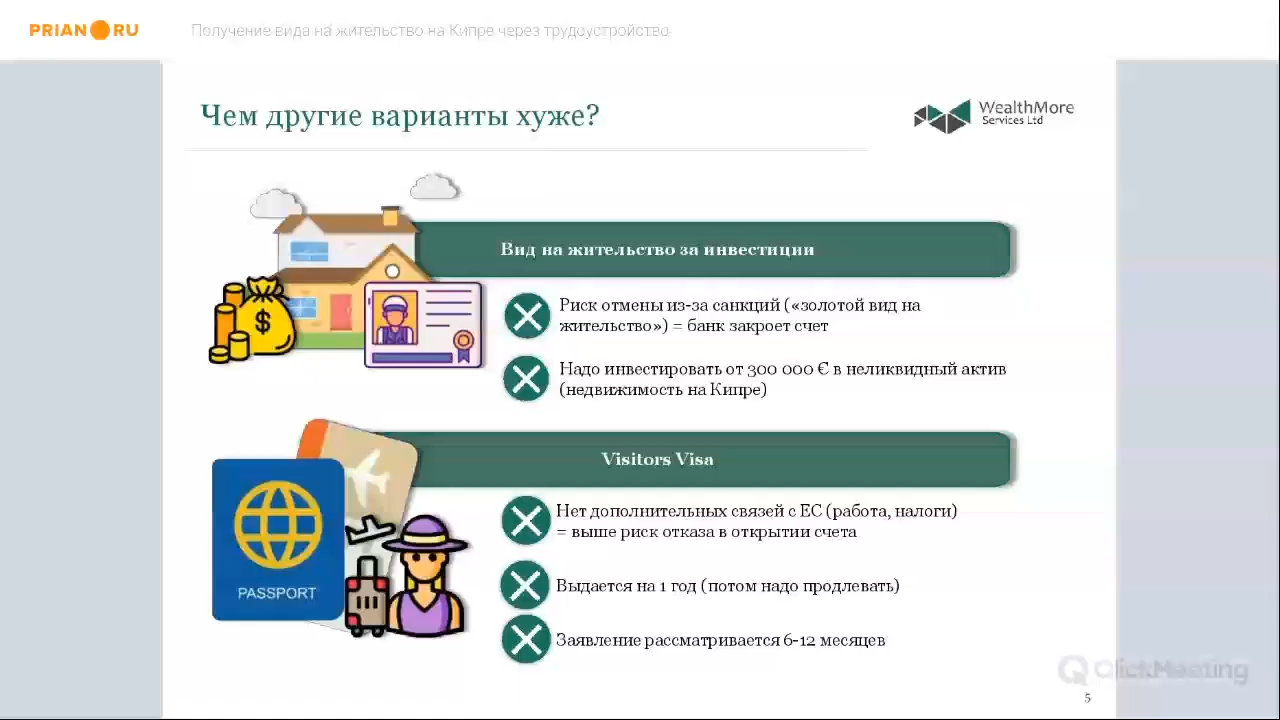 PRIAN RU
Получение вида на жительство на Кипре через трудоустройство
Чем другие варианты хуже?
WealthMore
Services Ltd
Вид на жительство за инвестиции
Риск отмены из-за санкций («золотой вид на
жительство») = банк закроет счет
Надо инвестировать от 300 000 € в неликвидный актив
(недвижимость на Кипре)
$
Visitors Visa
Нет дополнительных связей с ЕС (работа, налоги)
= выше риск отказа в открытии счета
Выдается на 1 год (потом надо продлевать)
PASSPORT
Заявление рассматривается 6-12 месяцев
ClickMeeting
5